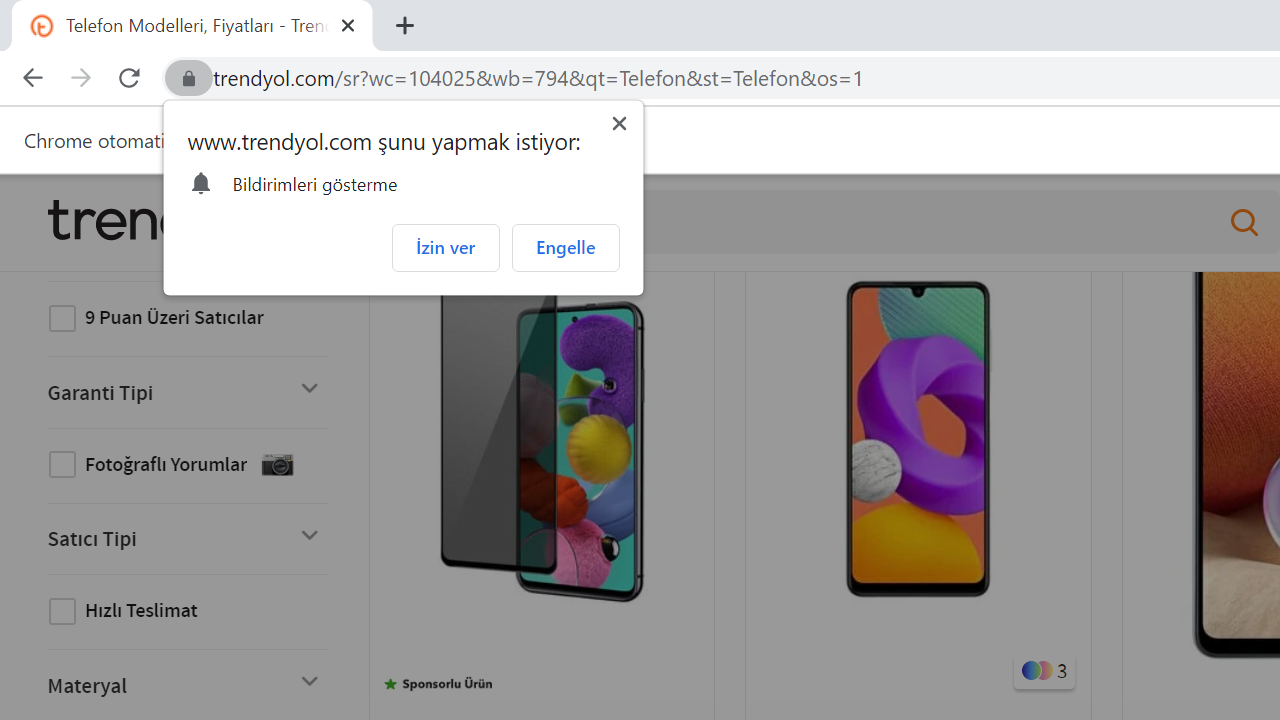 Telefon Modelleri, Fiyatları - Tren
trendyol.com/sr?wc=104025&wb=794&qt=Telefon&st=Telefon&os=1
Chrome otomati
www.trendyol.com şunu yapmak istiyor:
Bildirimleri gösterme
İzin ver
Engelle
trend
9 Puan Üzeri Satıcılar
Garanti Tipi
Fotoğraflı Yorumlar
Satıcı Tipi
Hızlı Teslimat
Materyal
Sponsorlu Ürün
3